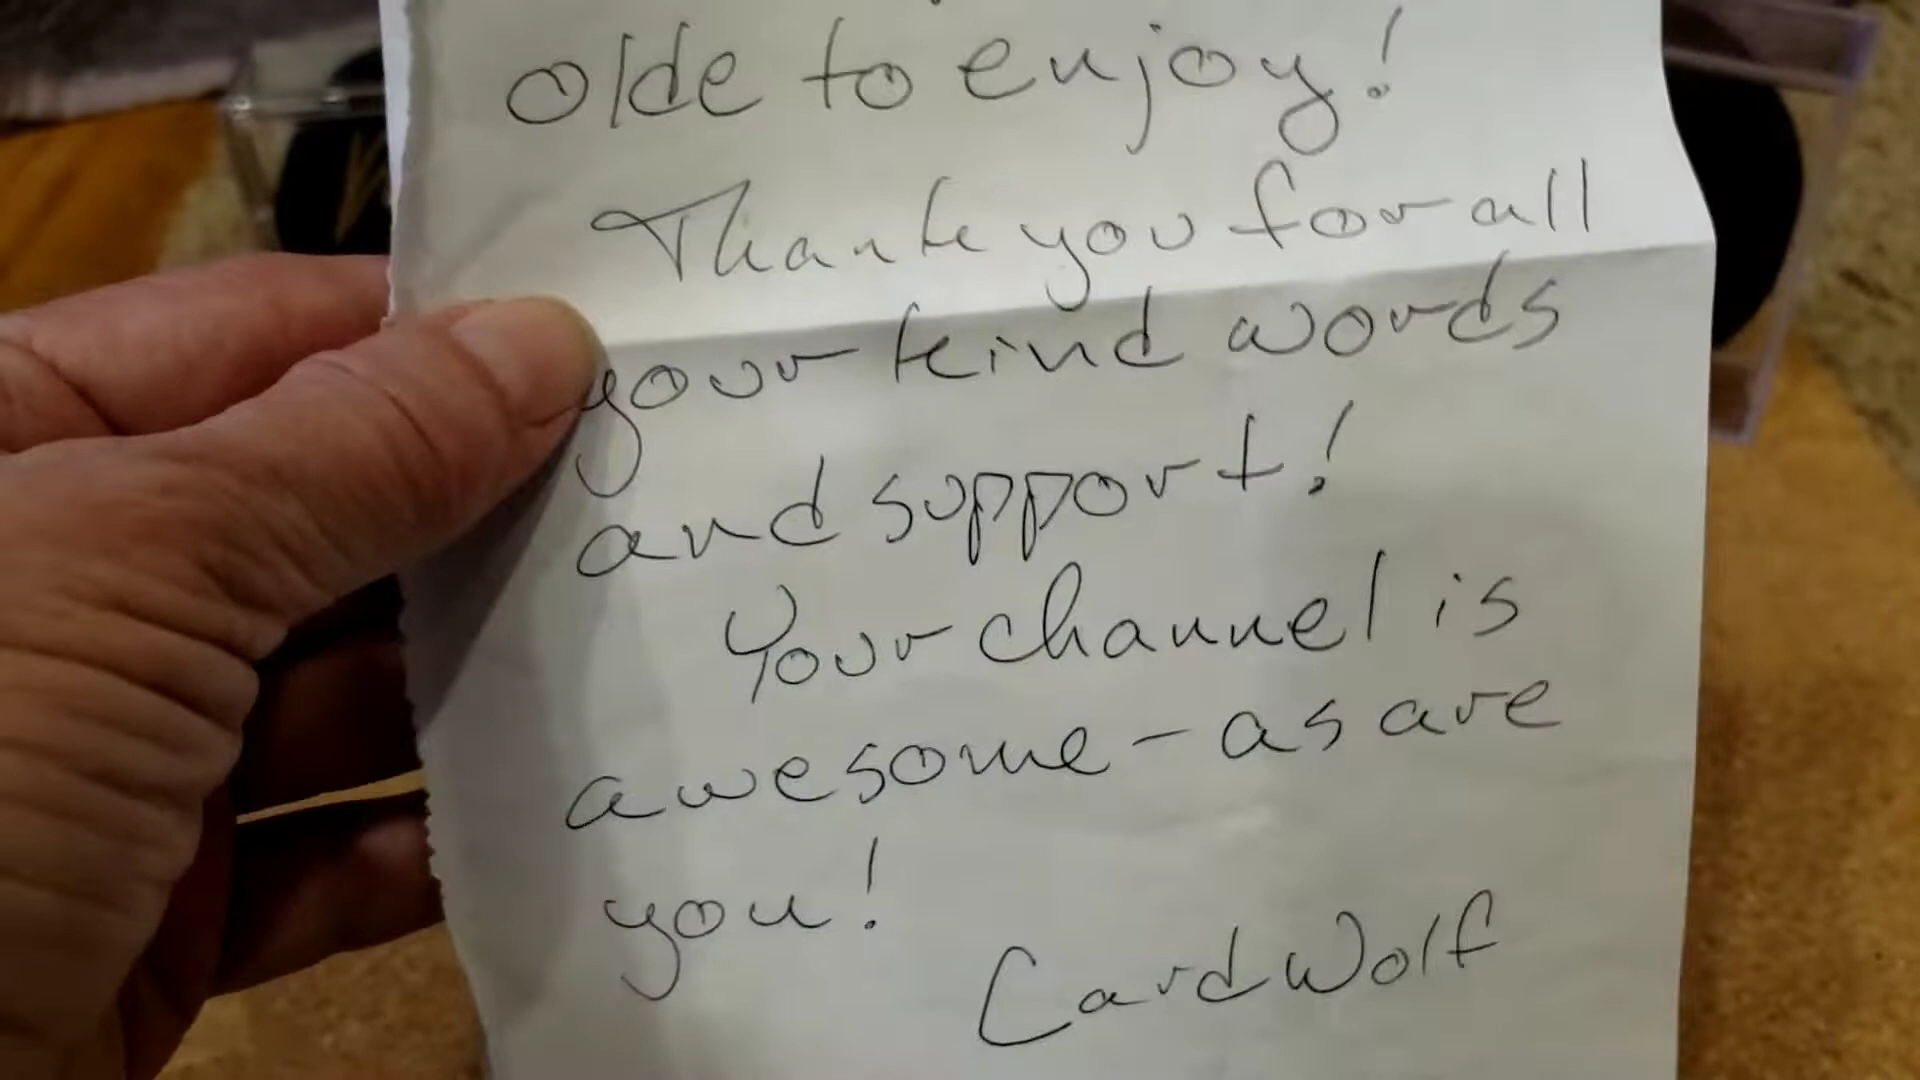 olde to enjoy!
Thank you for all
your kind words
and support!
Your channel is
awesome - as are
you!
CardWolf